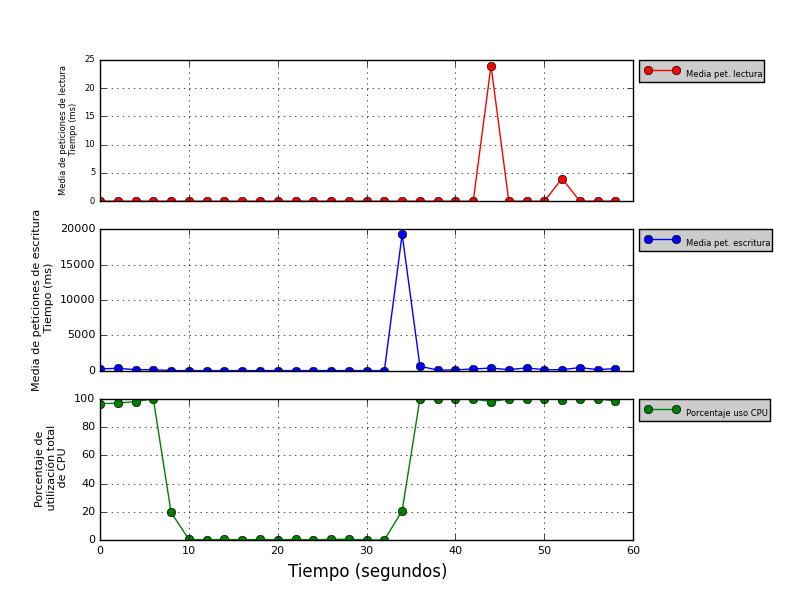 Media de peticiones de lectura
Tiempo (ms)
25
20
15
10
5
0
Media pet. lectura
Media de peticiones de escritura
Tiempo (ms)
20000
15000
10000
5000
0
Media pet. escritura
Porcentaje de
utilización total
de CPU
100
80
60
40
20
0
Porcentaje uso CPU
0 10 20 30 40 50 60
Tiempo (segundos)